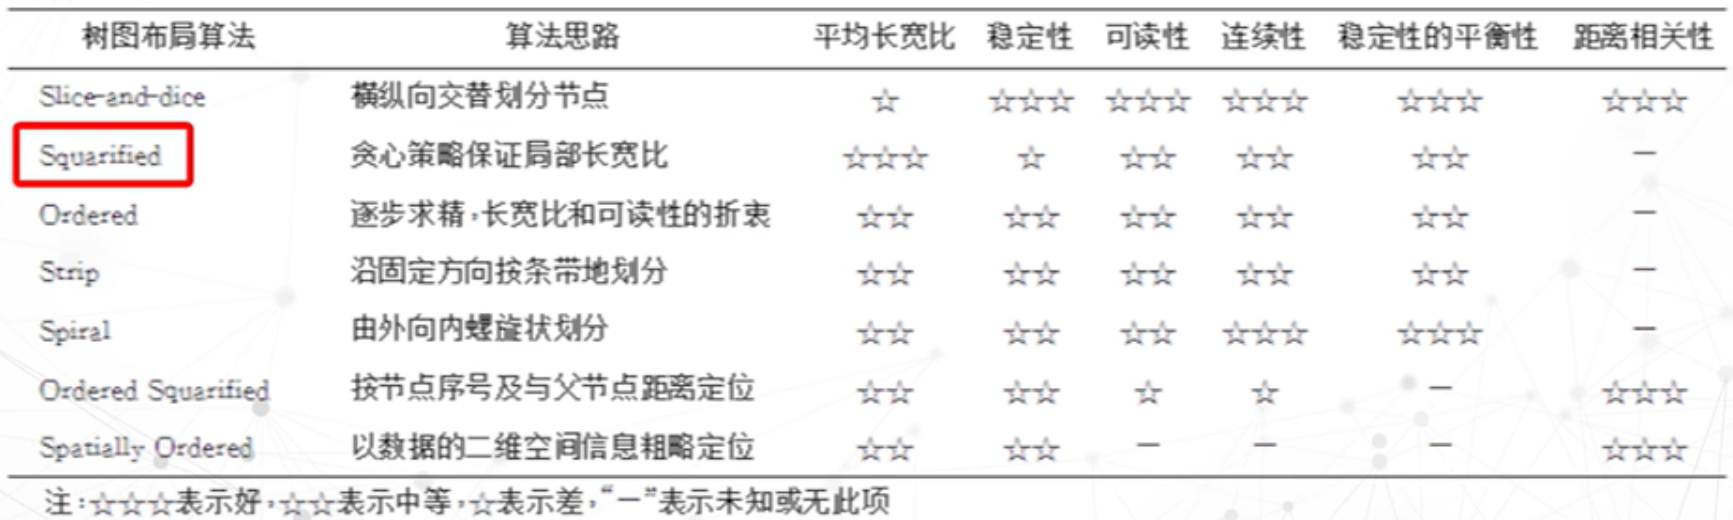 树图布局算法 算法思路 平均长宽比 稳定性 可读性 连续性 稳定性的平衡性 距离相关性
Slice-and-dice 横纵向交替划分节点 ☆ ☆☆☆ ☆☆☆ ☆☆☆ ☆☆☆ ☆☆☆
Squarified 贪心策略保证局部长宽比 ☆☆☆ ☆ ☆☆ ☆☆ ☆☆ —
Ordered 逐步求精,长宽比和可读性的折衷 ☆☆ ☆☆ ☆☆ ☆☆ ☆☆ —
Strip 沿固定方向按条带地划分 ☆☆ ☆☆ ☆☆ ☆☆ ☆☆ —
Spiral 由外向内螺旋状划分 ☆☆ ☆☆ ☆☆ ☆☆☆ ☆☆☆ —
Ordered Squarified 按节点序号及与父节点距离定位 ☆☆ ☆☆ ☆ ☆ — ☆☆☆
Spatially Ordered 以数据的二维空间信息粗略定位 ☆☆ ☆☆ — — — ☆☆☆
注:☆☆☆表示好,☆☆表示中等,☆表示差,“—”表示未知或无此项